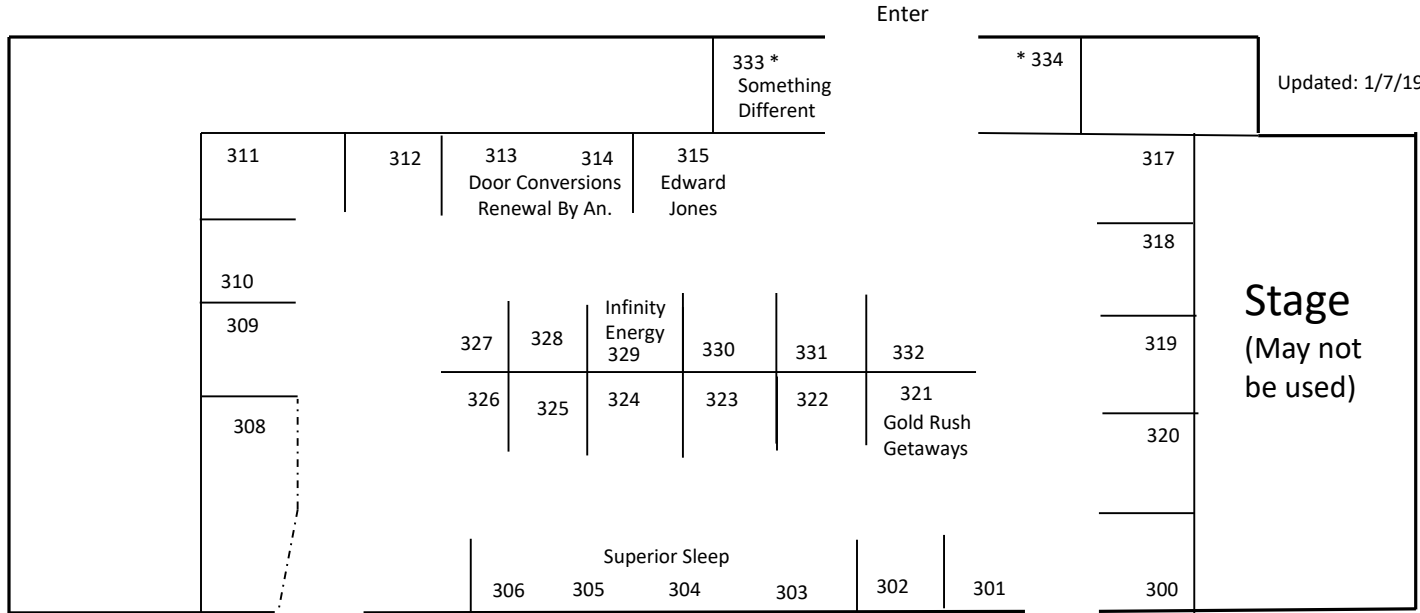 Enter
333 *
Something
Different
* 334
Updated: 1/7/19
311
312
313
314
Door Conversions
Renewal By An.
315
Edward
Jones
317
318
310
309
308
327
328
Infinity
Energy
329
330
331
332
326
325
324
323
322
321
Gold Rush
Getaways
319
320
Stage
(May not
be used)
Superior Sleep
306
305
304
303
302
301
300